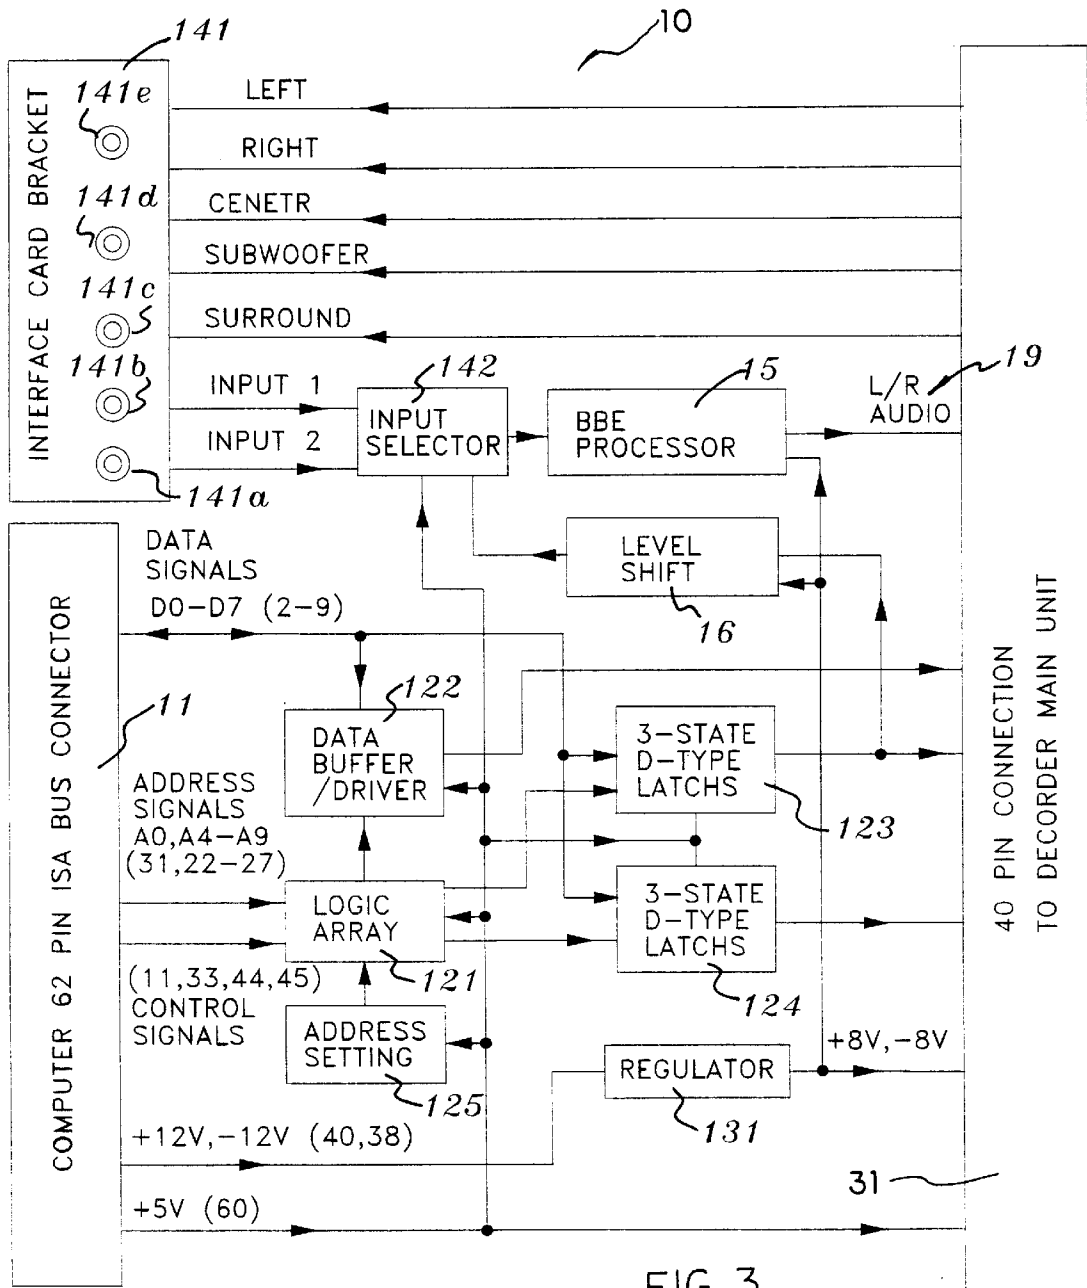 10
141
141e
LEFT
RIGHT
141d
CENETR
SUBWOOFER
141c
SURROUND
141b
INPUT 1
142
15
19
L/R
AUDIO
INPUT
SELECTOR
BBE
PROCESSOR
INPUT 2
141a
INTERFACE CARD BRACKET
DATA
SIGNALS
D0-D7 (2-9)
LEVEL
SHIFT
16
11
122
DATA
BUFFER
/DRIVER
3-STATE
D-TYPE
LATCHS
123
ADDRESS
SIGNALS
A0,A4-A9
(31,22-27)
LOGIC
ARRAY
121
3-STATE
D-TYPE
LATCHS
124
(11,33,44,45)
CONTROL
SIGNALS
ADDRESS
SETTING
125
+8V,-8V
REGULATOR
131
+12V,-12V (40,38)
+5V (60)
31
COMPUTER 62 PIN ISA BUS CONNECTOR
40 PIN CONNECTION
TO DECORDER MAIN UNIT
FIG 3